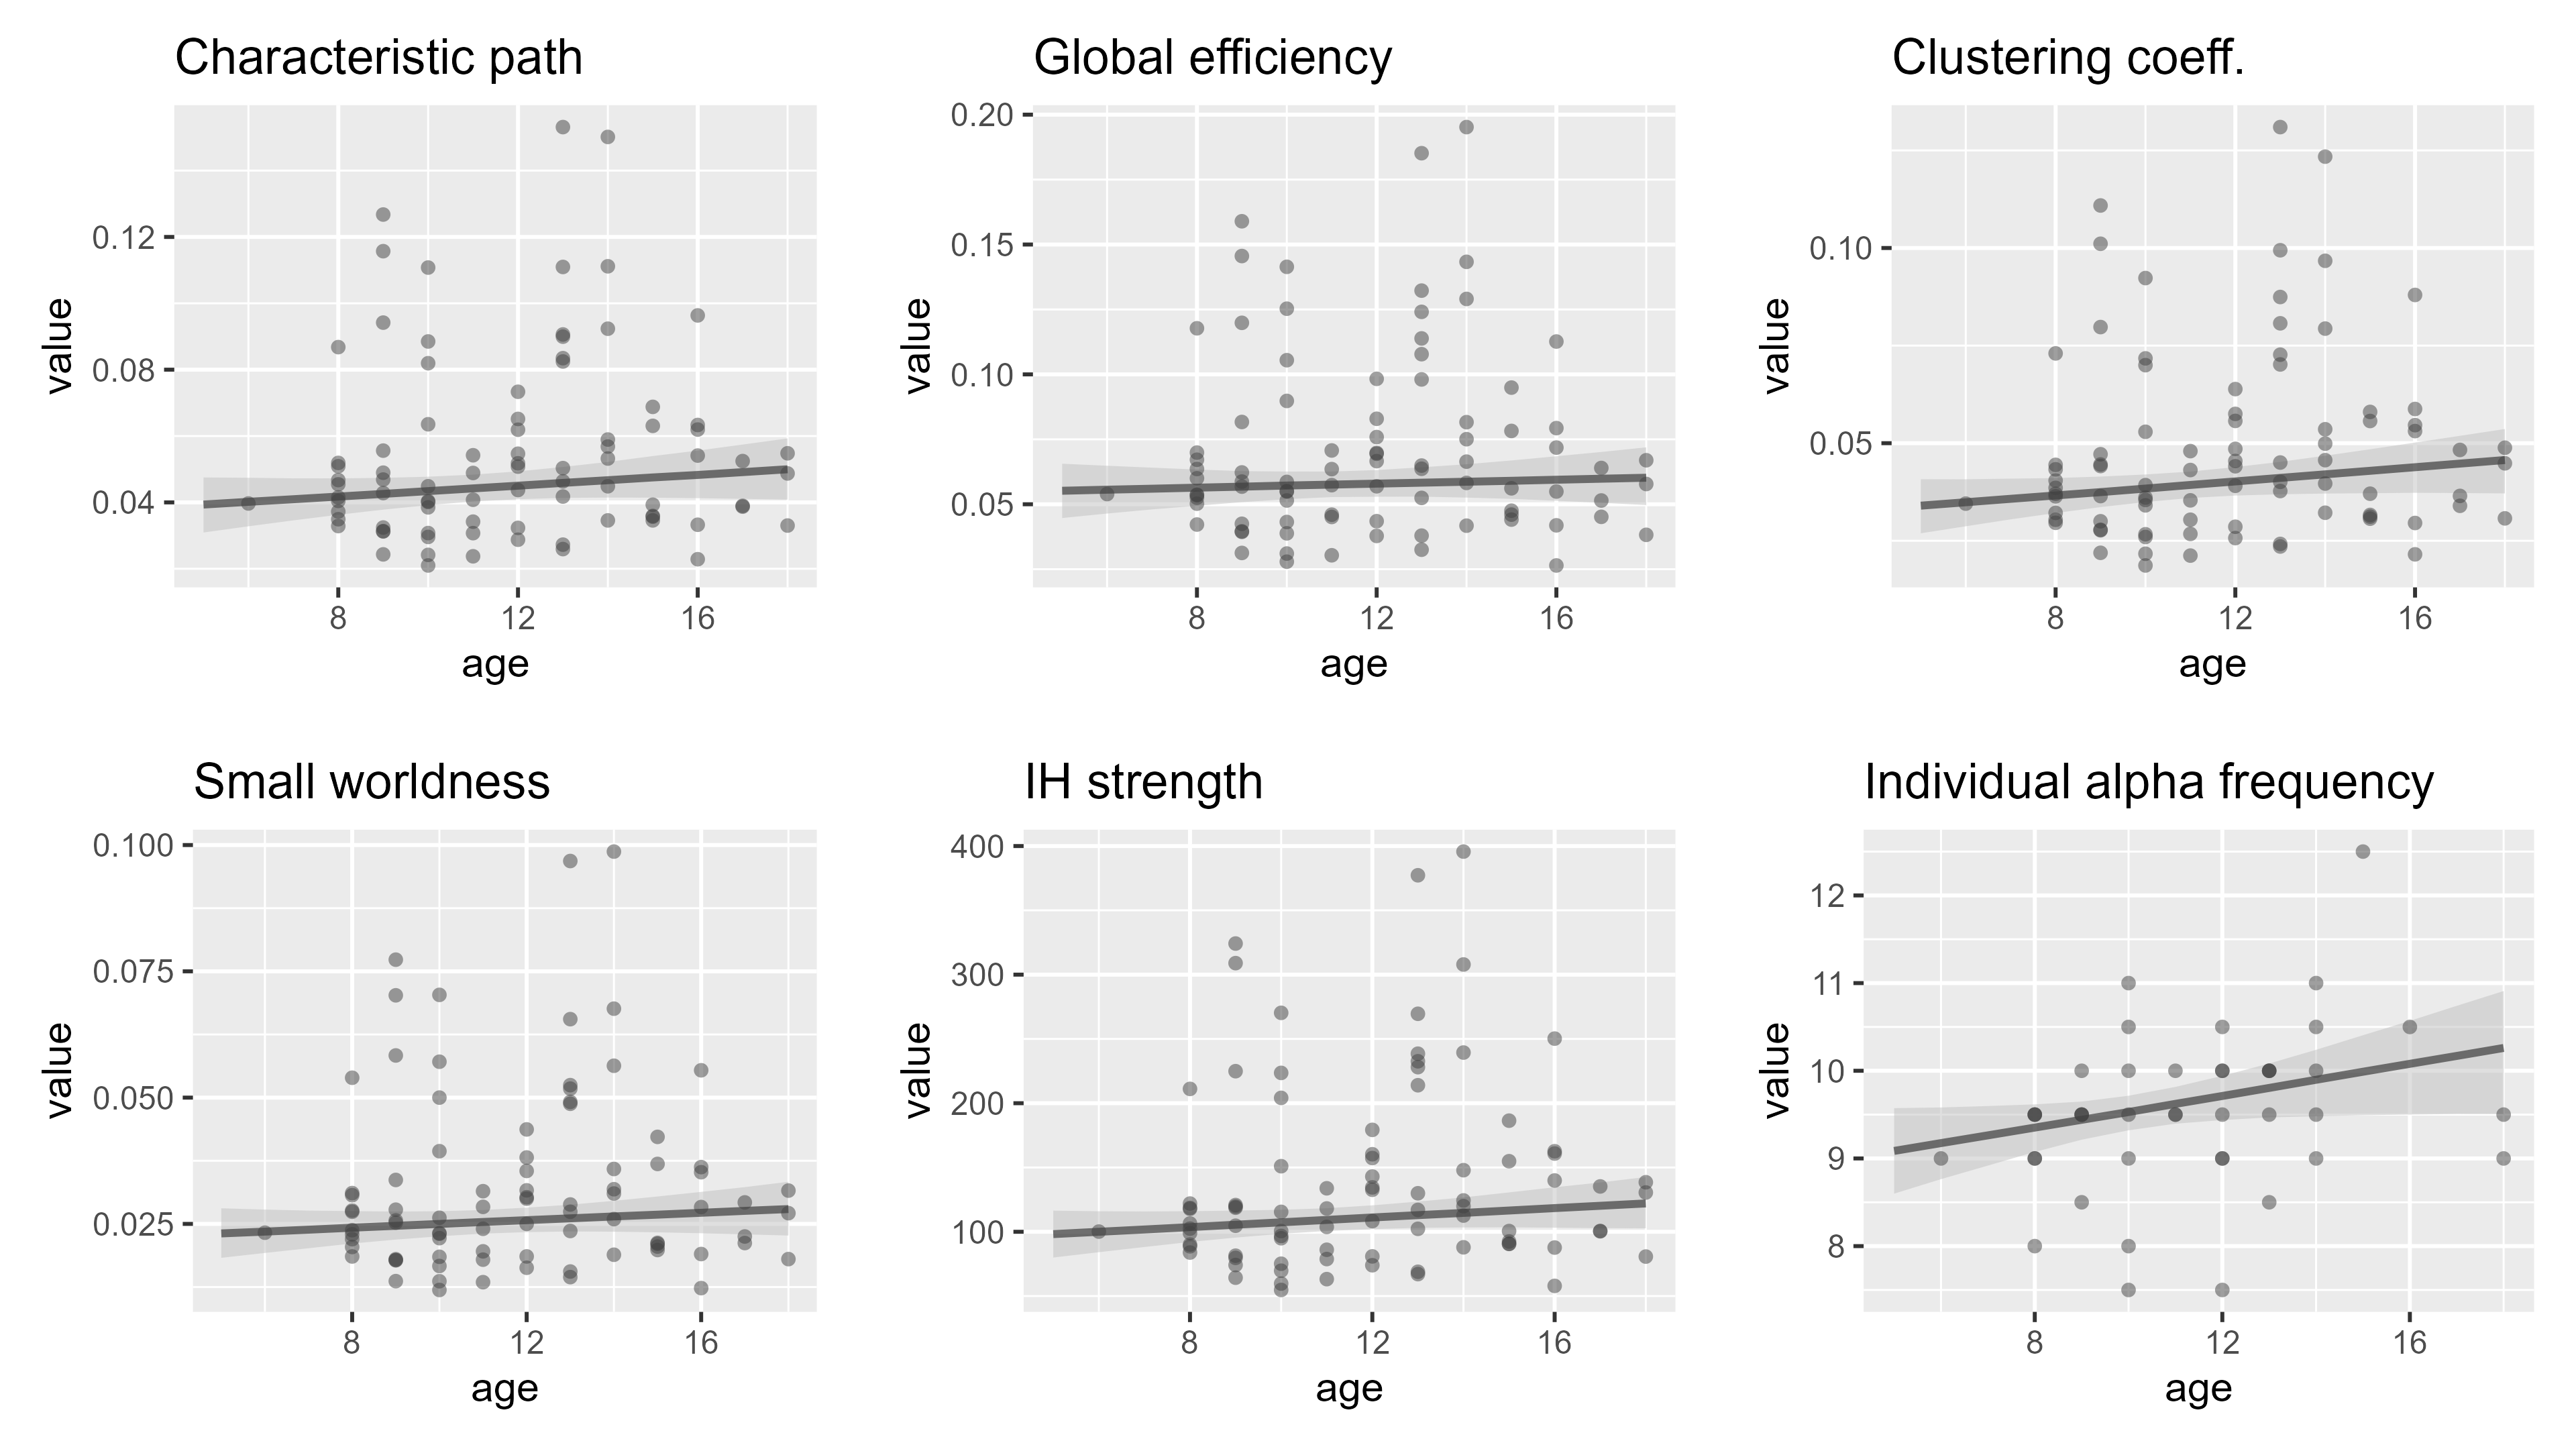 Characteristic path
value
0.12
0.08
0.04
8 12 16
age
Global efficiency
value
0.20
0.15
0.10
0.05
8 12 16
age
Clustering coeff.
value
0.10
0.05
8 12 16
age
Small worldness
value
0.100
0.075
0.050
0.025
8 12 16
age
IH strength
value
400
300
200
100
8 12 16
age
Individual alpha frequency
value
12
11
10
9
8
8 12 16
age